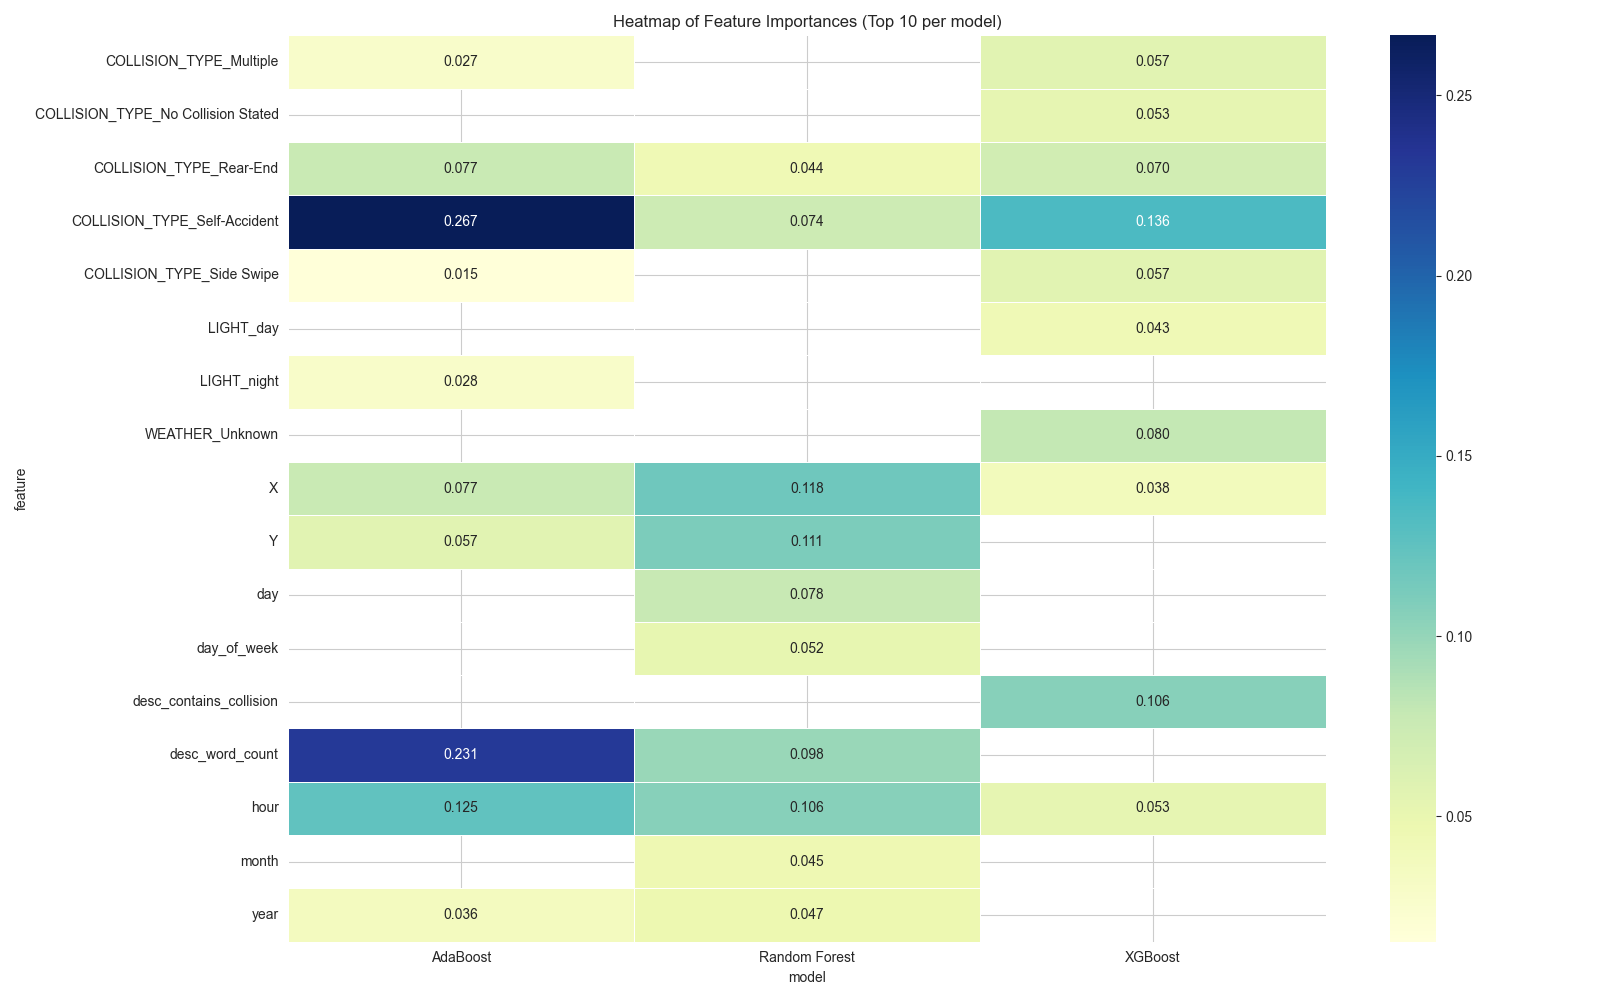 Heatmap of Feature Importances (Top 10 per model)
COLLISION_TYPE_Multiple 0.027 0.057
COLLISION_TYPE_No Collision Stated 0.053
COLLISION_TYPE_Rear-End 0.077 0.044 0.070
COLLISION_TYPE_Self-Accident 0.267 0.074 0.136
COLLISION_TYPE_Side Swipe 0.015 0.057
LIGHT_day 0.043
LIGHT_night 0.028
WEATHER_Unknown 0.080
X 0.077 0.118 0.038
Y 0.057 0.111
day 0.078
day_of_week 0.052
desc_contains_collision 0.106
desc_word_count 0.231 0.098
hour 0.125 0.106 0.053
month 0.045
year 0.036 0.047
AdaBoost Random Forest XGBoost
model
feature
0.25
0.20
0.15
0.10
0.05